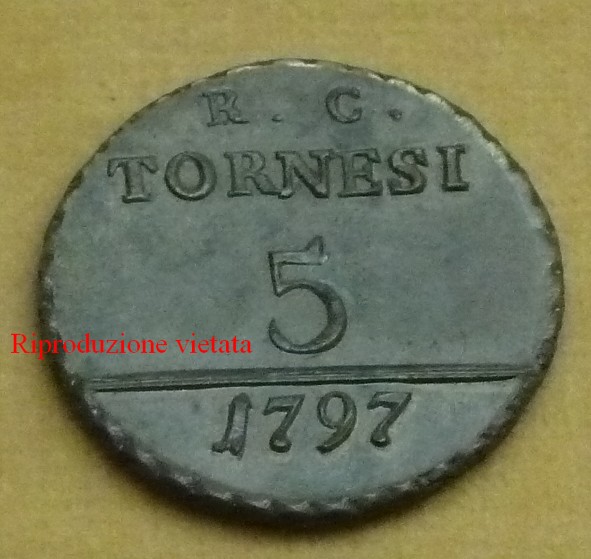 R . C .
TORNESI
5
Riproduzione vietata
1797